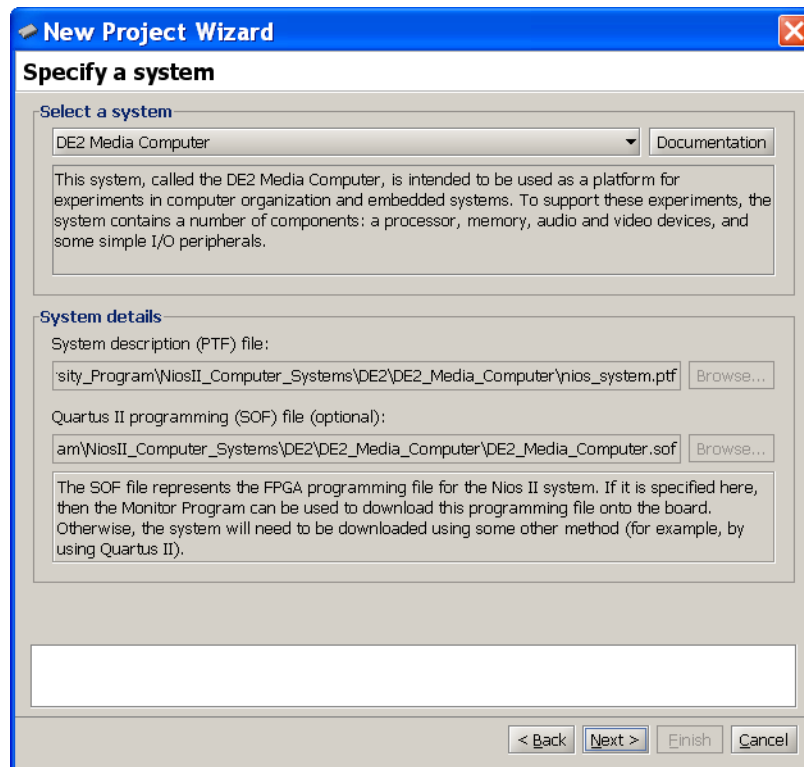 New Project Wizard
Specify a system
Select a system
DE2 Media Computer
Documentation
This system, called the DE2 Media Computer, is intended to be used as a platform for
experiments in computer organization and embedded systems. To support these experiments, the
system contains a number of components: a processor, memory, audio and video devices, and
some simple I/O peripherals.
System details
System description (PTF) file:
sity_Program\NiosII_Computer_Systems\DE2\DE2_Media_Computer\nios_system.ptf
Browse...
Quartus II programming (SOF) file (optional):
am\NiosII_Computer_Systems\DE2\DE2_Media_Computer\DE2_Media_Computer.sof
Browse...
The SOF file represents the FPGA programming file for the Nios II system. If it is specified here,
then the Monitor Program can be used to download this programming file onto the board.
Otherwise, the system will need to be downloaded using some other method (for example, by
using Quartus II).
< Back
Next >
Finish
Cancel